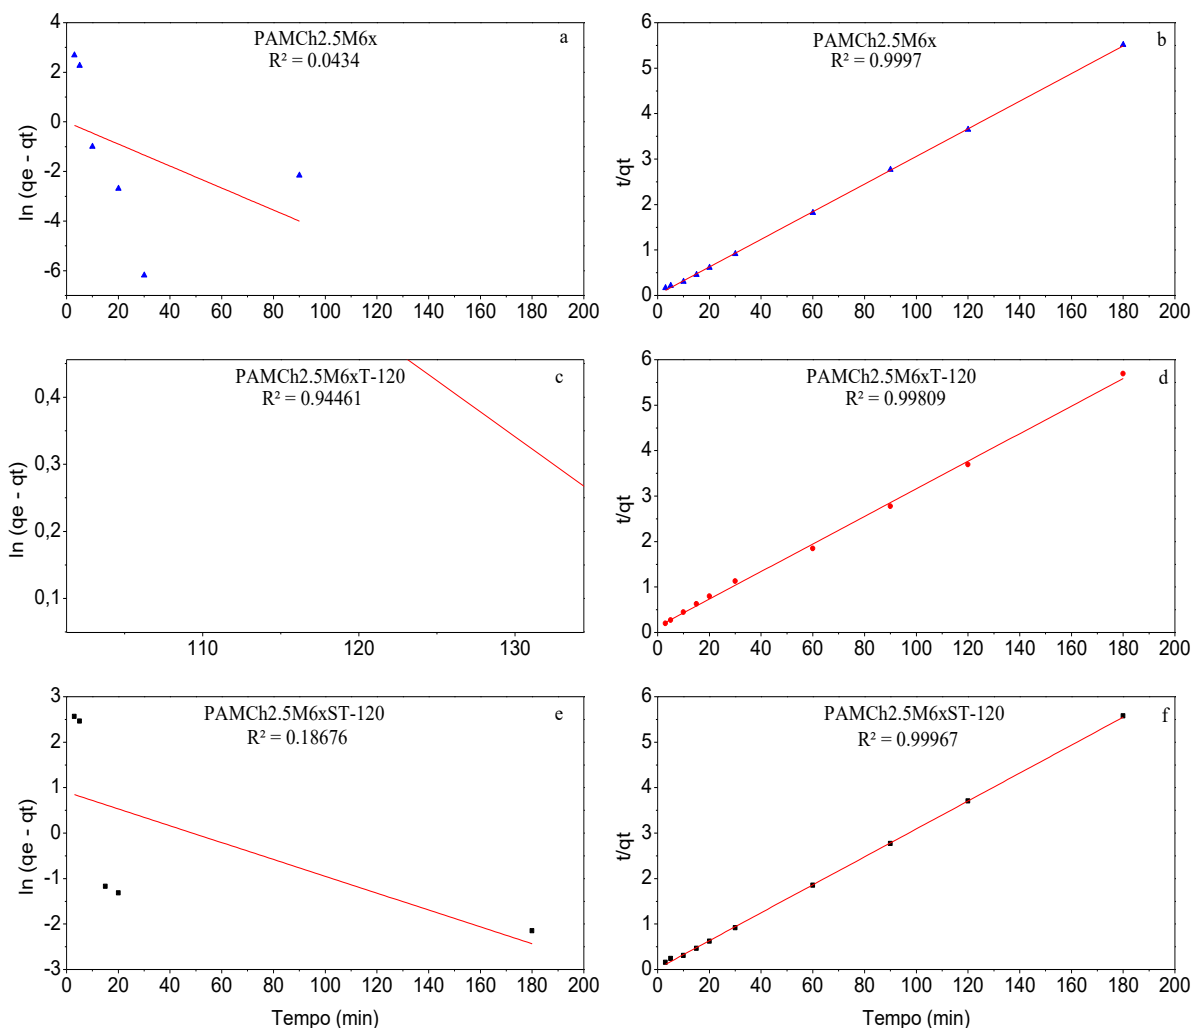 PAMCh2.5M6x
R² = 0.0434
a
ln (qe - qt)
4
2
0
-2
-4
-6
0 20 40 60 80 100 120 140 160 180 200
PAMCh2.5M6x
R² = 0.9997
b
t/qt
6
5
4
3
2
1
0
0 20 40 60 80 100 120 140 160 180 200
PAMCh2.5M6xT-120
R² = 0.94461
c
ln (qe - qt)
0,4
0,3
0,2
0,1
110 120 130
PAMCh2.5M6xT-120
R² = 0.99809
d
t/qt
6
5
4
3
2
1
0
0 20 40 60 80 100 120 140 160 180 200
PAMCh2.5M6xST-120
R² = 0.18676
e
ln (qe - qt)
3
2
1
0
-1
-2
-3
0 20 40 60 80 100 120 140 160 180 200
Tempo (min)
PAMCh2.5M6xST-120
R² = 0.99967
f
t/qt
6
5
4
3
2
1
0
0 20 40 60 80 100 120 140 160 180 200
Tempo (min)